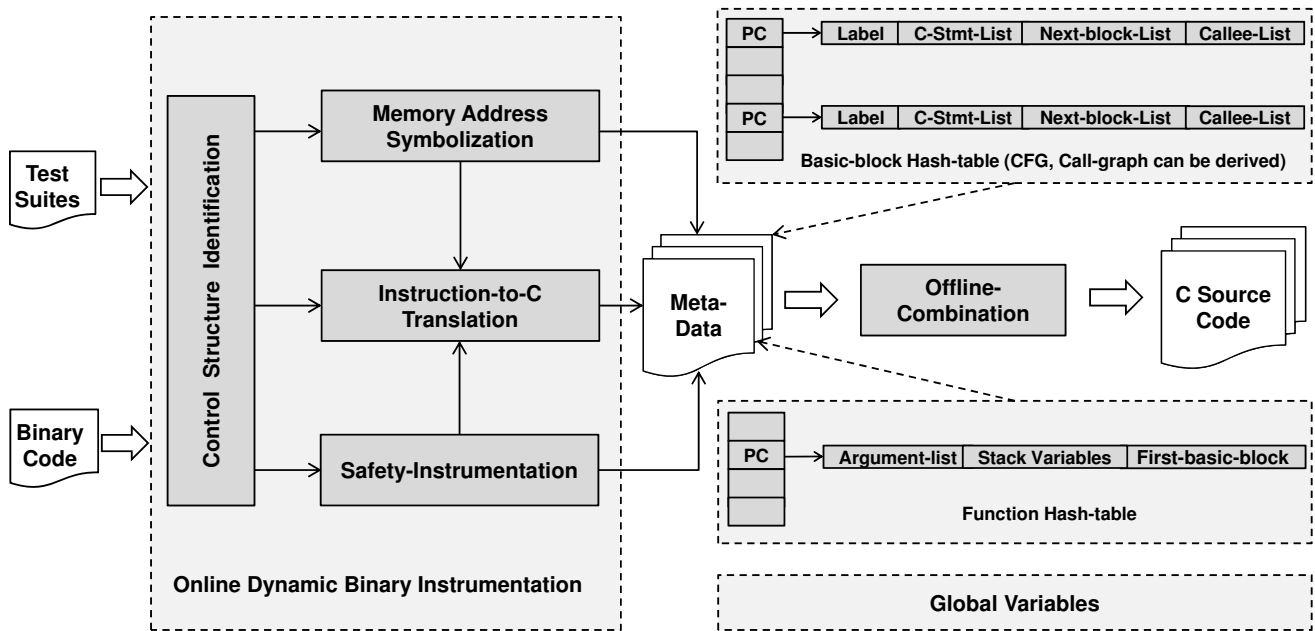 Test
Suites
Binary
Code
Control Structure Identification
Memory Address
Symbolization
Instruction-to-C
Translation
Safety-Instrumentation
Online Dynamic Binary Instrumentation
Meta-
Data
Offline-
Combination
C Source
Code
PC Label C-Stmt-List Next-block-List Callee-List
PC Label C-Stmt-List Next-block-List Callee-List
Basic-block Hash-table (CFG, Call-graph can be derived)
PC Argument-list Stack Variables First-basic-block
Function Hash-table
Global Variables